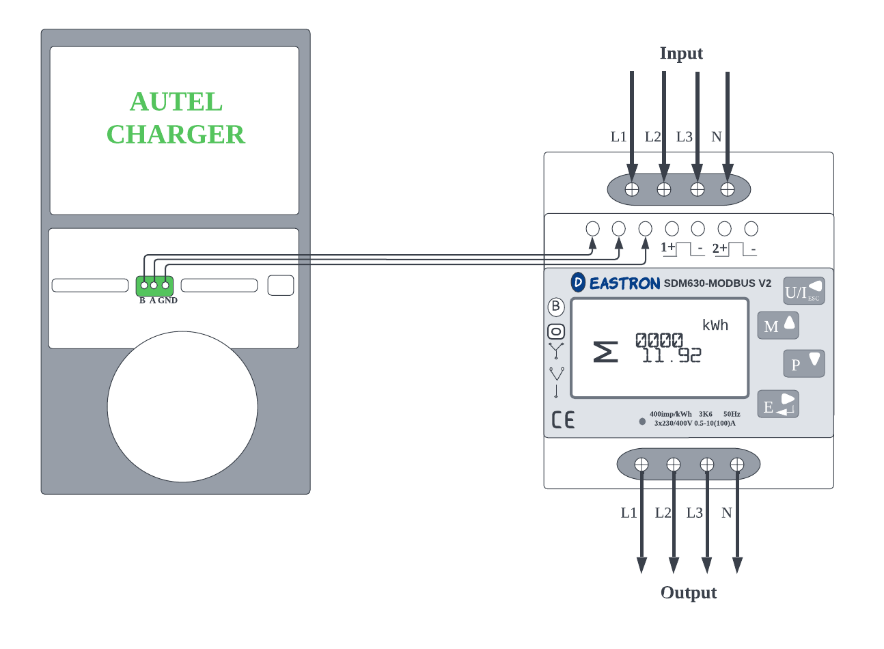 Input
L1 L2 L3 N
AUTEL
CHARGER
1+ - 2+ -
B A GND
EASTRON SDM630-MODBUS V2
U/I ESC
B
M
P
E
kWh
Σ 0000
11.92
CE
400imp/kWh 3K6 50Hz
3x230/400V 0.5-10(100)A
L1 L2 L3 N
Output